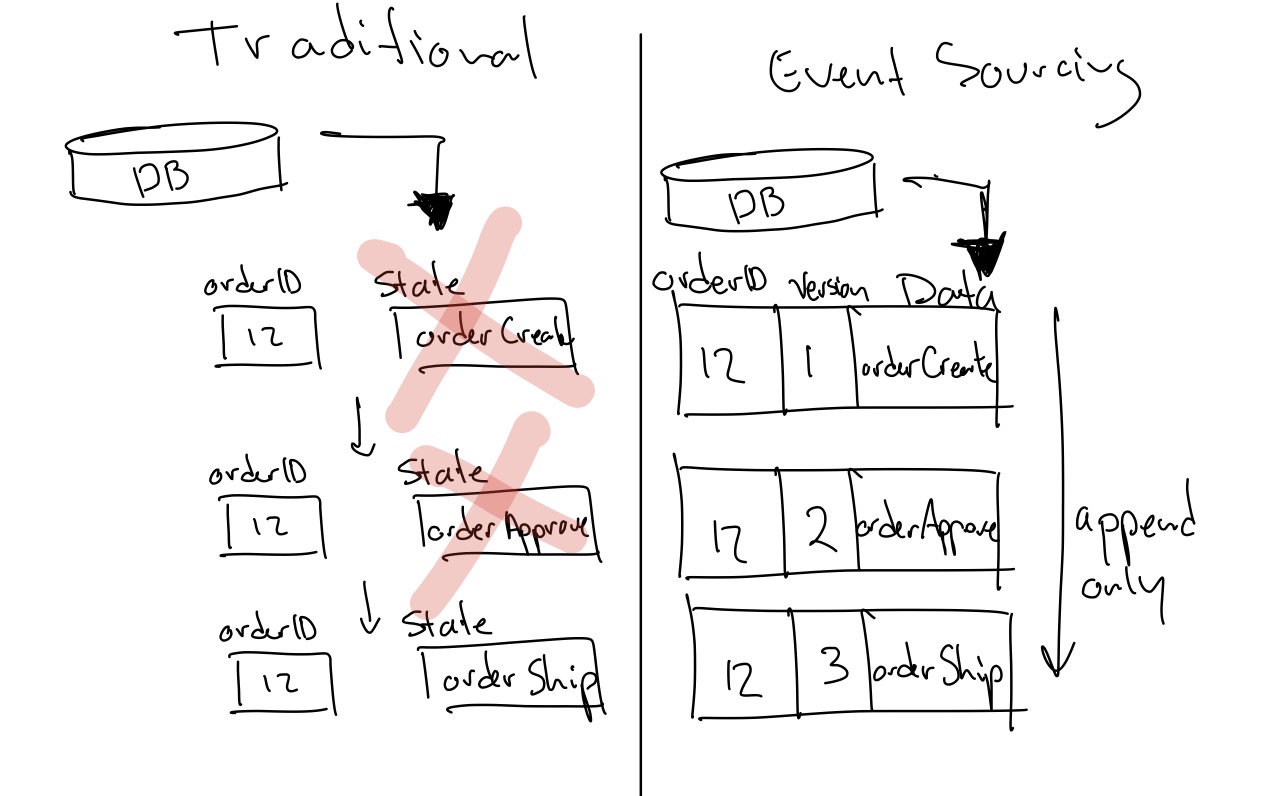 Traditional
DB
orderID State
12 orderCreate
orderID State
12 orderApprove
orderID State
12 orderShip
Event Sourcing
DB
orderID Version Data
12 1 orderCreate
12 2 orderApprove
12 3 orderShip
append
only